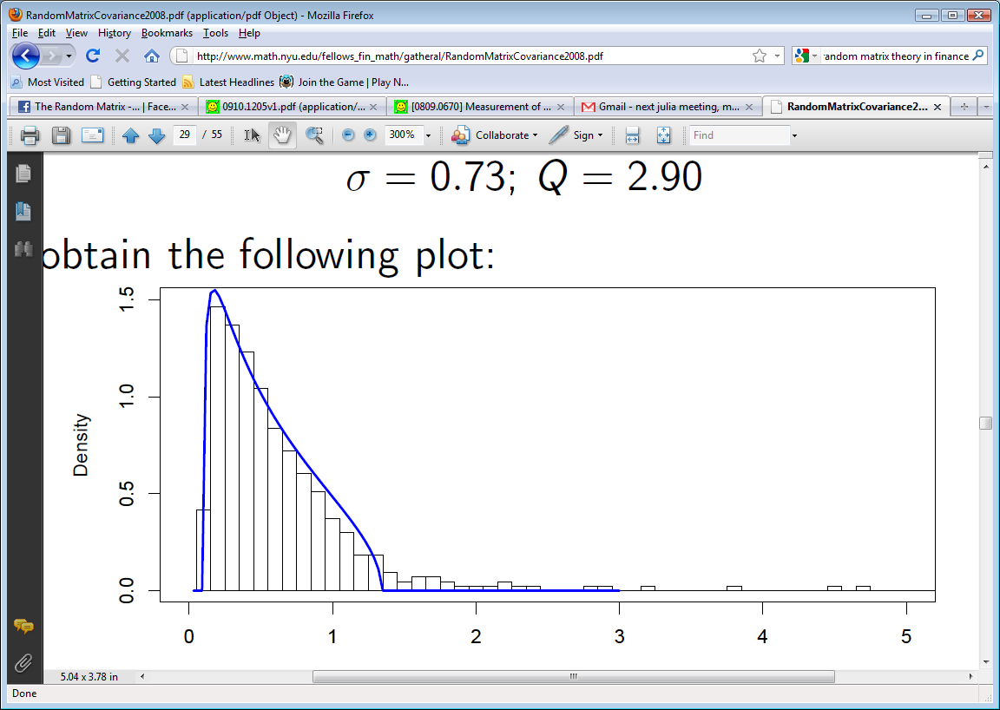 RandomMatrixCovariance2008.pdf (application/pdf Object) - Mozilla Firefox
File Edit View History Bookmarks Tools Help
http://www.math.nyu.edu/fellows_fin_math/gatheral/RandomMatrixCovariance2008.pdf andom matrix theory in finance
Most Visited Getting Started Latest Headlines Join the Game | Play N...
The Random Matrix -... | Face... 0910.1205v1.pdf (application/... [0809.0670] Measurement of ... Gmail - next julia meeting, m... RandomMatrixCovariance2...
29 / 55 300% Collaborate Sign Find
σ = 0.73; Q = 2.90
obtain the following plot:
1.5
1.0
0.5
0.0
Density
0 1 2 3 4 5
5.04 x 3.78 in
Done